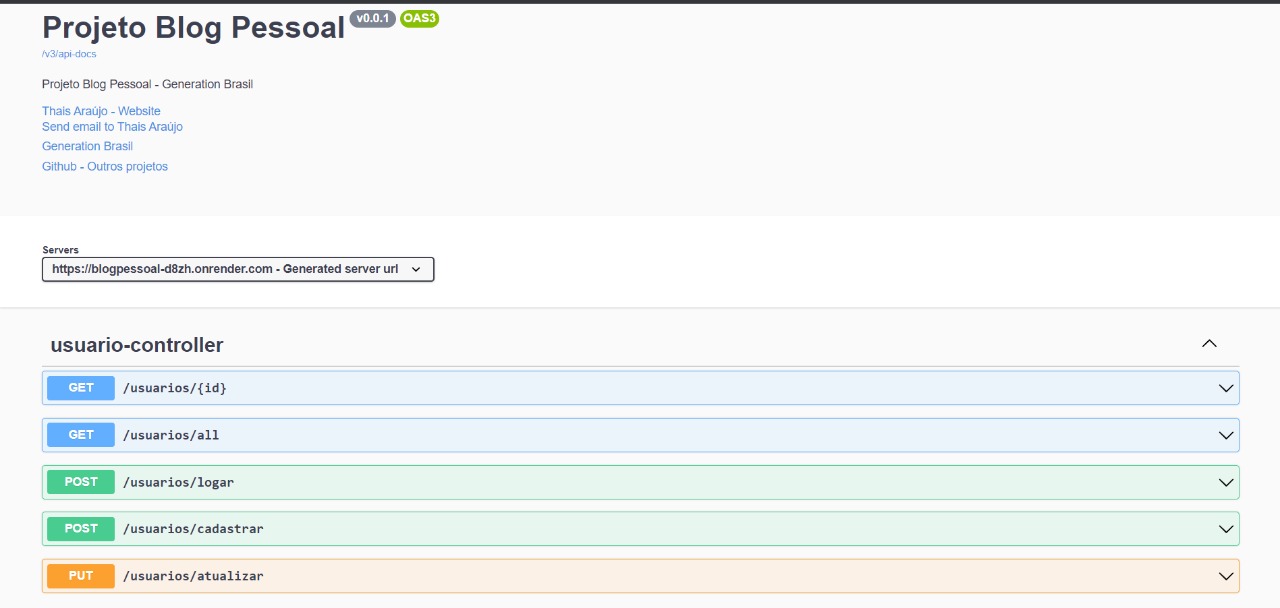 Projeto Blog Pessoal v0.0.1 OAS3
/v3/api-docs
Projeto Blog Pessoal - Generation Brasil
Thais Araújo - Website
Send email to Thais Araújo
Generation Brasil
Github - Outros projetos
Servers
https://blogpessoal-d8zh.onrender.com - Generated server url
usuario-controller
GET /usuarios/{id}
GET /usuarios/all
POST /usuarios/logar
POST /usuarios/cadastrar
PUT /usuarios/atualizar